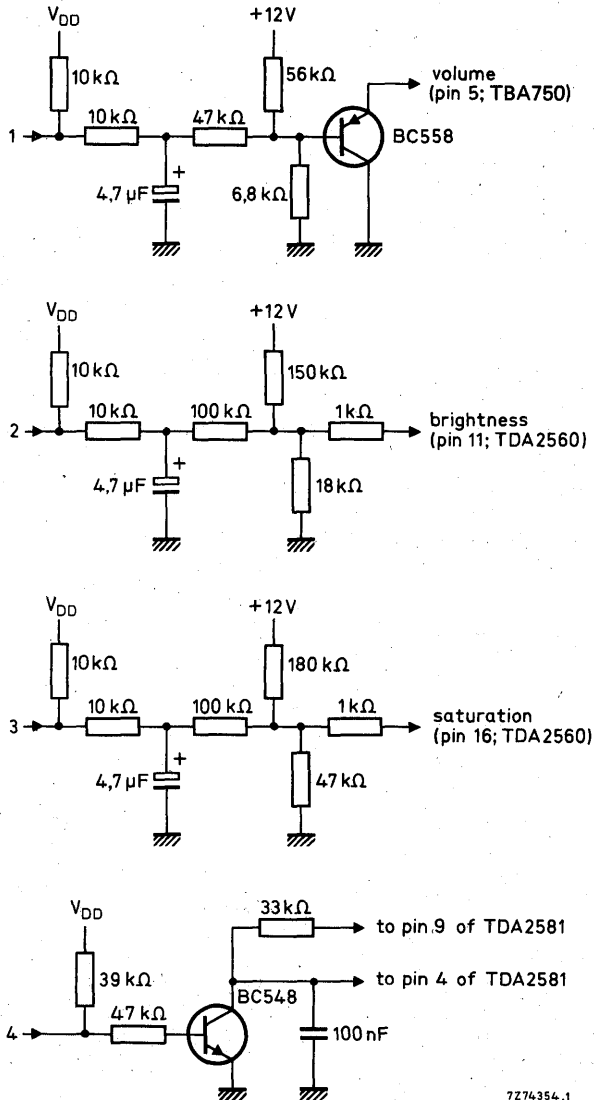 VDD
+12V
10kΩ
56kΩ
volume
(pin 5; TBA750)
10kΩ
47kΩ
1
BC558
4,7µF
+
6,8kΩ
VDD
+12V
10kΩ
150kΩ
10kΩ
100kΩ
1kΩ
2
brightness
(pin 11; TDA2560)
4,7µF
+
18kΩ
VDD
+12V
10kΩ
180kΩ
10kΩ
100kΩ
1kΩ
3
saturation
(pin 16; TDA2560)
4,7µF
+
47kΩ
VDD
33kΩ
to pin 9 of TDA2581
39kΩ
BC548
to pin 4 of TDA2581
47kΩ
4
100nF
7Z74354.1